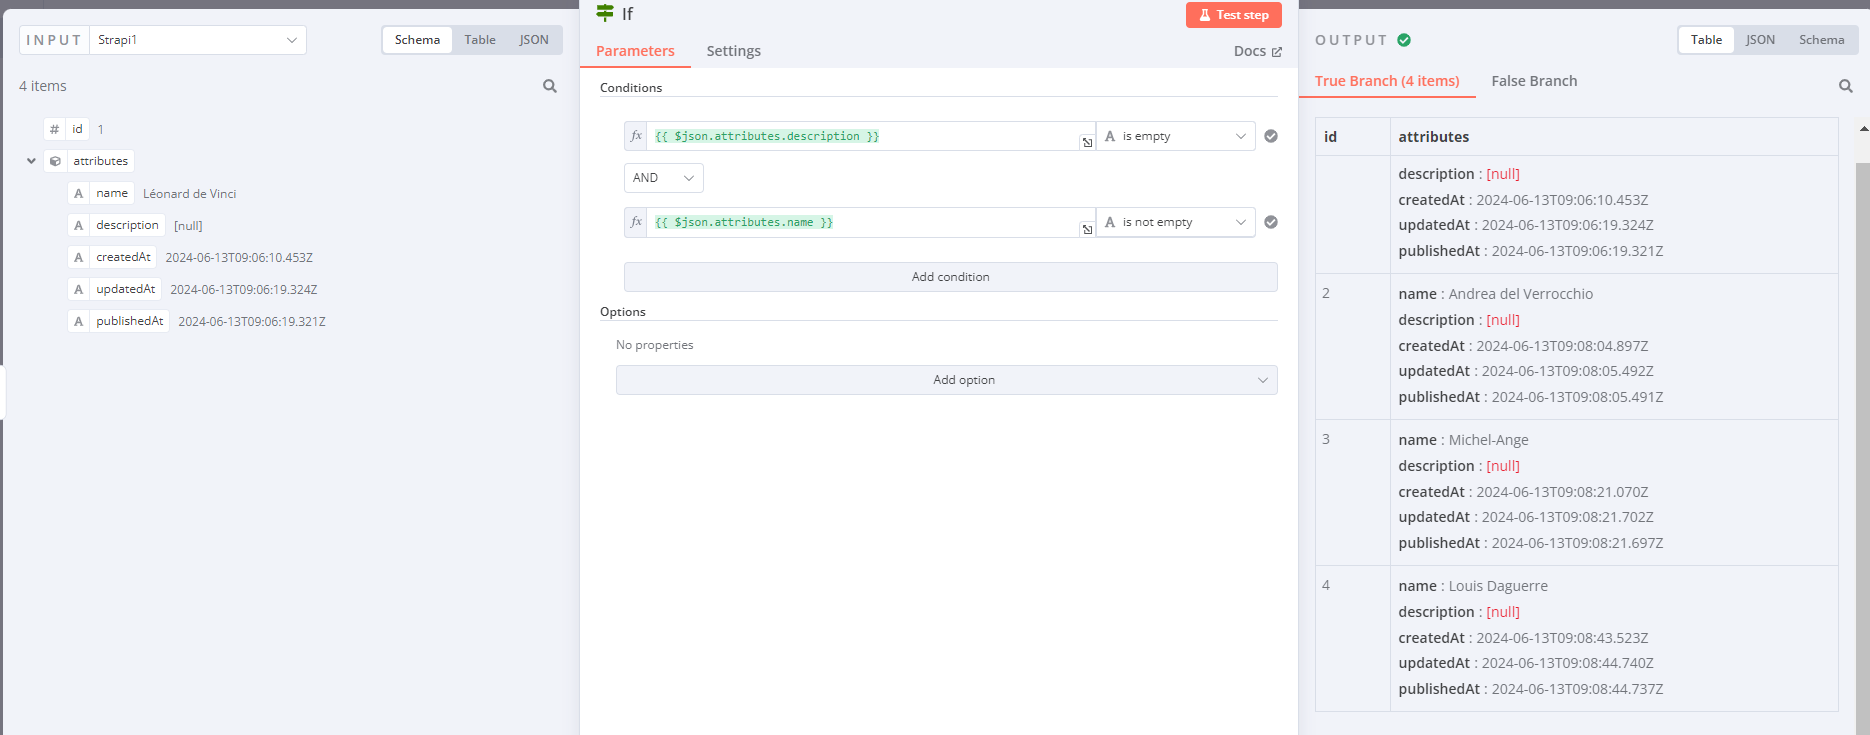 INPUT Strapi1 Schema Table JSON
4 items
# id 1
attributes
A name Léonard de Vinci
A description [null]
A createdAt 2024-06-13T09:06:10.453Z
A updatedAt 2024-06-13T09:06:19.324Z
A publishedAt 2024-06-13T09:06:19.321Z
If Test step
Parameters Settings Docs
Conditions
fx {{ $json.attributes.description }} A is empty
AND
fx {{ $json.attributes.name }} A is not empty
Add condition
Options
No properties
Add option
OUTPUT Table JSON Schema
True Branch (4 items) False Branch
id attributes
description : [null]
createdAt : 2024-06-13T09:06:10.453Z
updatedAt : 2024-06-13T09:06:19.324Z
publishedAt : 2024-06-13T09:06:19.321Z
2 name : Andrea del Verrocchio
description : [null]
createdAt : 2024-06-13T09:08:04.897Z
updatedAt : 2024-06-13T09:08:05.492Z
publishedAt : 2024-06-13T09:08:05.491Z
3 name : Michel-Ange
description : [null]
createdAt : 2024-06-13T09:08:21.070Z
updatedAt : 2024-06-13T09:08:21.702Z
publishedAt : 2024-06-13T09:08:21.697Z
4 name : Louis Daguerre
description : [null]
createdAt : 2024-06-13T09:08:43.523Z
updatedAt : 2024-06-13T09:08:44.740Z
publishedAt : 2024-06-13T09:08:44.737Z